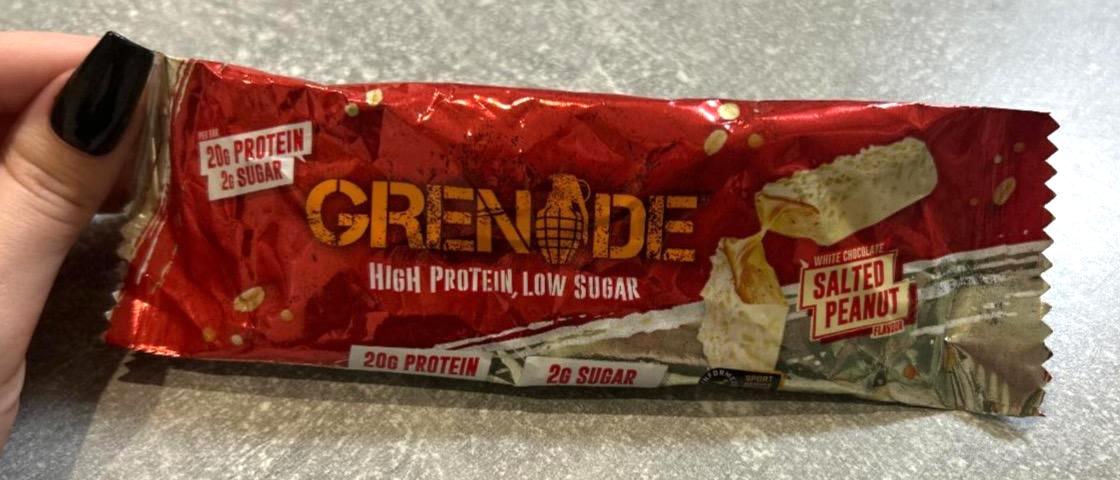 PER BAR
20G PROTEIN
2G SUGAR
GRENADE
HIGH PROTEIN, LOW SUGAR
WHITE CHOCOLATE
SALTED
PEANUT
FLAVOUR
20G PROTEIN
2G SUGAR
INFORMED
SPORT